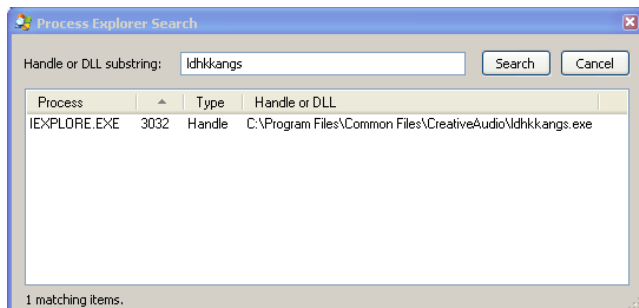 Process Explorer Search
Handle or DLL substring: ldhkkangs Search Cancel
Process Type Handle or DLL
IEXPLORE.EXE 3032 Handle C:\Program Files\Common Files\CreativeAudio\ldhkkangs.exe
1 matching items.